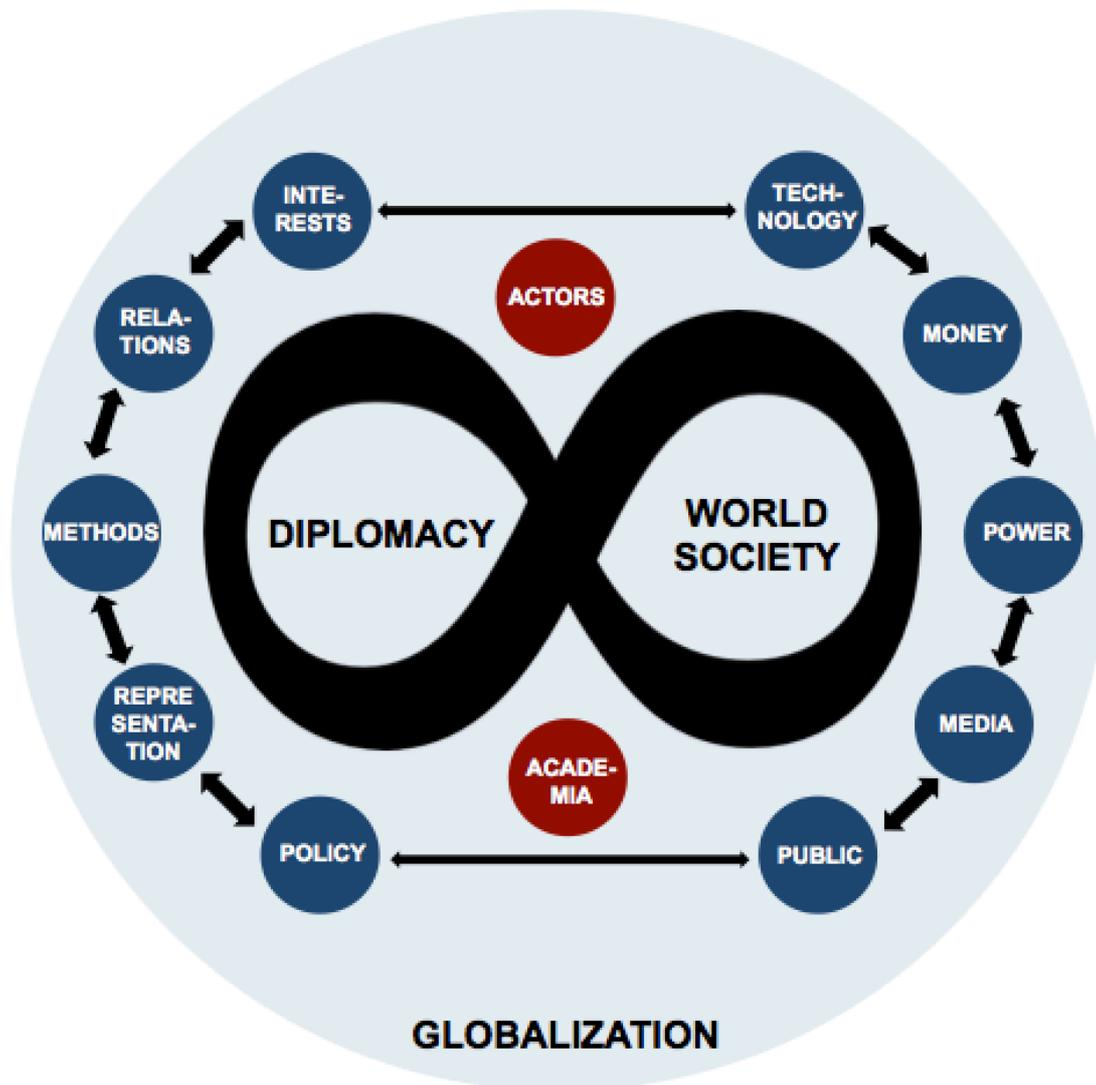 INTE-
RESTS
TECH-
NOLOGY
ACTORS
RELA-
TIONS
MONEY
METHODS
DIPLOMACY
WORLD
SOCIETY
POWER
REPRE
SENTA-
TION
MEDIA
ACADE-
MIA
POLICY
PUBLIC
GLOBALIZATION